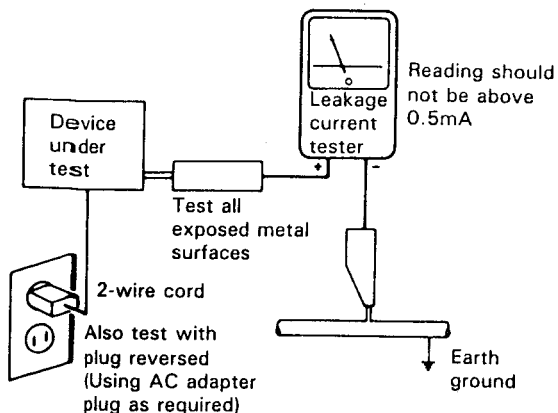 Device
under
test
Leakage
current
tester
+ -
Reading should
not be above
0.5mA
Test all
exposed metal
surfaces
2-wire cord
Also test with
plug reversed
(Using AC adapter
plug as required)
Earth
ground